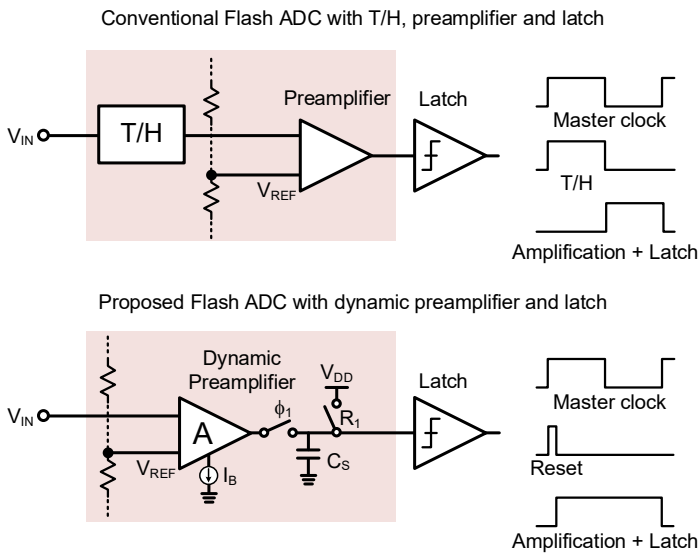 Conventional Flash ADC with T/H, preamplifier and latch
Preamplifier
Latch
V_IN
T/H
V_REF
Master clock
T/H
Amplification + Latch
Proposed Flash ADC with dynamic preamplifier and latch
Dynamic
Preamplifier
V_DD
Latch
V_IN
A
ϕ_1
R_1
V_REF
I_B
C_S
Master clock
Reset
Amplification + Latch